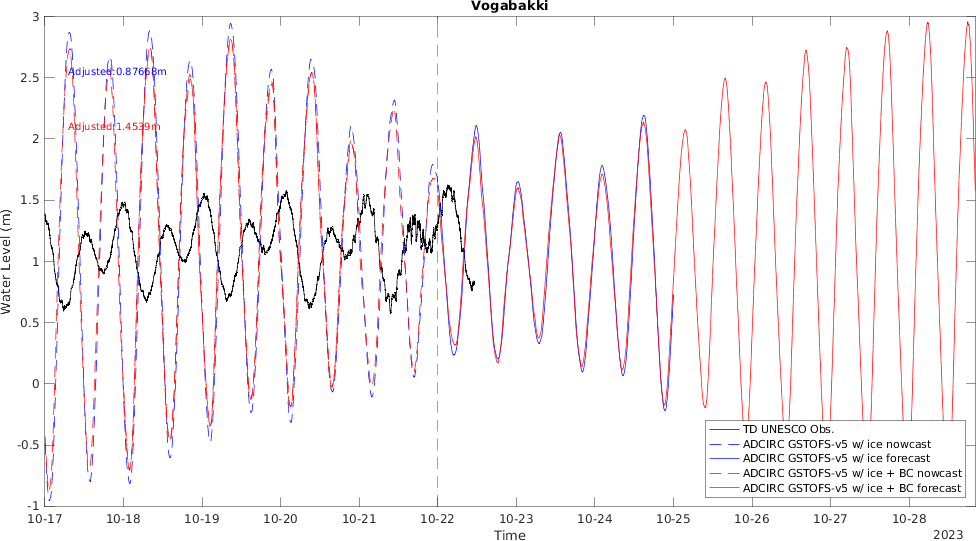 Vogabakki
3
2.5
2
1.5
1
0.5
0
-0.5
-1
Water Level (m)
Adjusted:0.87668m
Adjusted:1.4539m
TD UNESCO Obs.
ADCIRC GSTOFS-v5 w/ ice nowcast
ADCIRC GSTOFS-v5 w/ ice forecast
ADCIRC GSTOFS-v5 w/ ice + BC nowcast
ADCIRC GSTOFS-v5 w/ ice + BC forecast
10-17 10-18 10-19 10-20 10-21 10-22 10-23 10-24 10-25 10-26 10-27 10-28
Time
2023